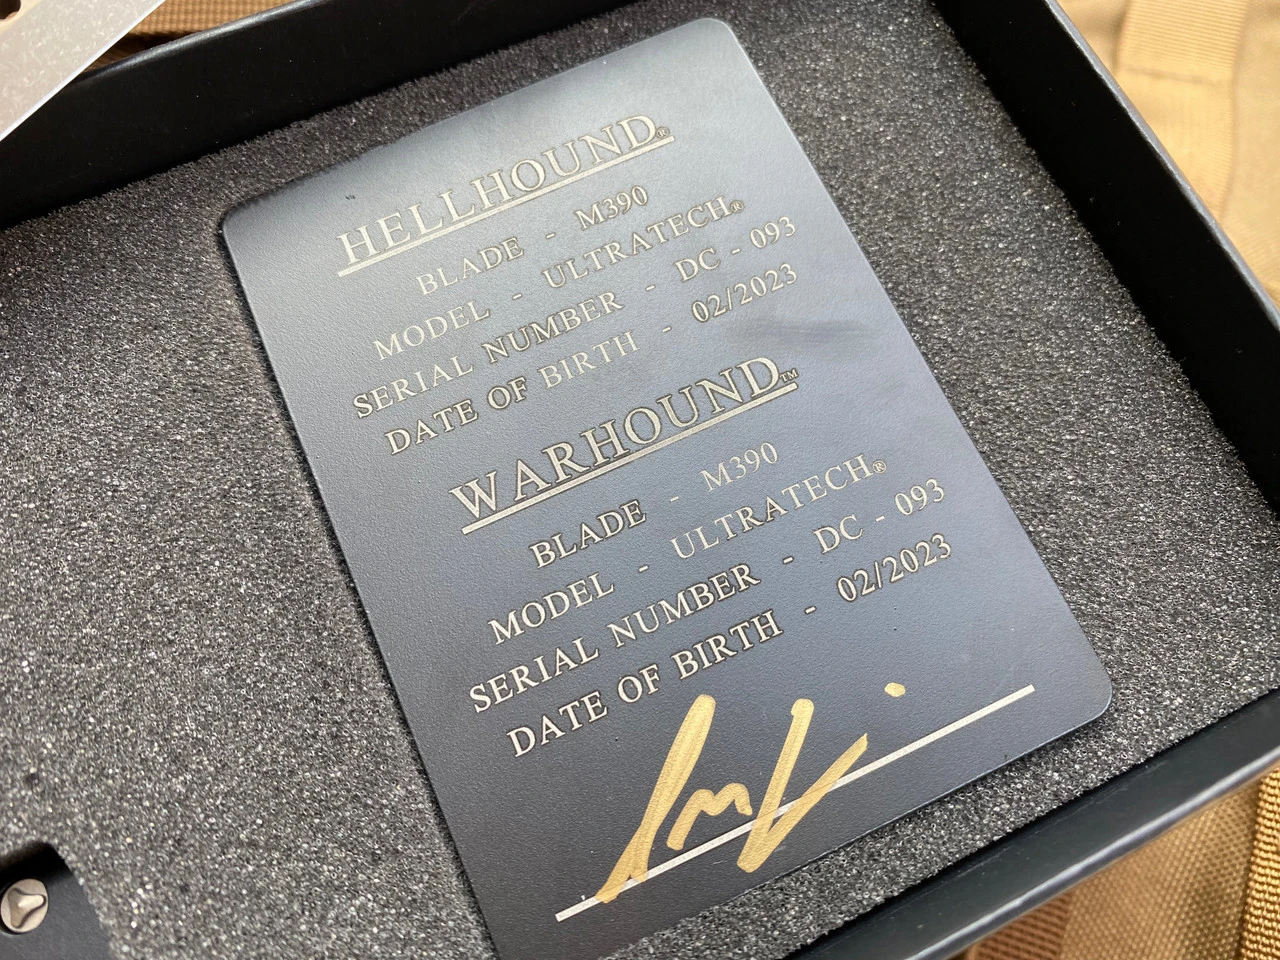 HELLHOUND®
BLADE - M390
MODEL - ULTRATECH®
SERIAL NUMBER - DC - 093
DATE OF BIRTH - 02/2023
WARHOUND™
BLADE - M390
MODEL - ULTRATECH®
SERIAL NUMBER - DC - 093
DATE OF BIRTH - 02/2023